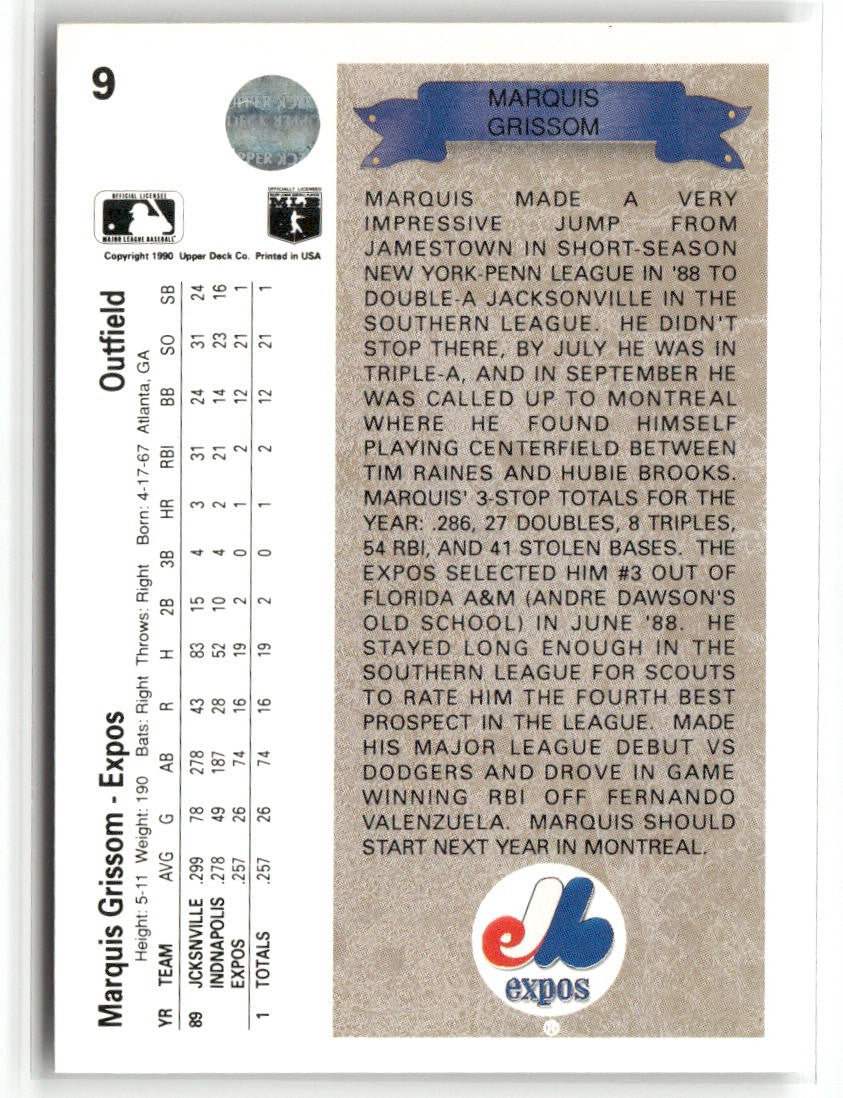 9
UPPER DECK
DECK
UPPER DECK
UPPER DECK
OFFICIAL LICENSEE
MAJOR LEAGUE BASEBALL
OFFICIALLY LICENSED
Copyright 1990 Upper Deck Co. Printed in USA
Marquis Grissom - Expos Outfield
Height: 5-11 Weight: 190 Bats: Right Throws: Right Born: 4-17-67 Atlanta, GA
YR TEAM AVG G AB R H 2B 3B HR RBI BB SO SB
89 JCKSNVILLE .299 78 278 43 83 15 4 3 31 24 31 24
INDNAPOLIS .278 49 187 28 52 10 4 2 21 14 23 16
EXPOS .257 26 74 16 19 2 0 1 2 12 21 1
1 TOTALS .257 26 74 16 19 2 0 1 2 12 21 1
MARQUIS
GRISSOM
MARQUIS MADE A VERY
IMPRESSIVE JUMP FROM
JAMESTOWN IN SHORT-SEASON
NEW YORK-PENN LEAGUE IN '88 TO
DOUBLE-A JACKSONVILLE IN THE
SOUTHERN LEAGUE. HE DIDN'T
STOP THERE, BY JULY HE WAS IN
TRIPLE-A, AND IN SEPTEMBER HE
WAS CALLED UP TO MONTREAL
WHERE HE FOUND HIMSELF
PLAYING CENTERFIELD BETWEEN
TIM RAINES AND HUBIE BROOKS.
MARQUIS' 3-STOP TOTALS FOR THE
YEAR: .286, 27 DOUBLES, 8 TRIPLES,
54 RBI, AND 41 STOLEN BASES. THE
EXPOS SELECTED HIM #3 OUT OF
FLORIDA A&M (ANDRE DAWSON'S
OLD SCHOOL) IN JUNE '88. HE
STAYED LONG ENOUGH IN THE
SOUTHERN LEAGUE FOR SCOUTS
TO RATE HIM THE FOURTH BEST
PROSPECT IN THE LEAGUE. MADE
HIS MAJOR LEAGUE DEBUT VS
DODGERS AND DROVE IN GAME
WINNING RBI OFF FERNANDO
VALENZUELA. MARQUIS SHOULD
START NEXT YEAR IN MONTREAL.
expos
®